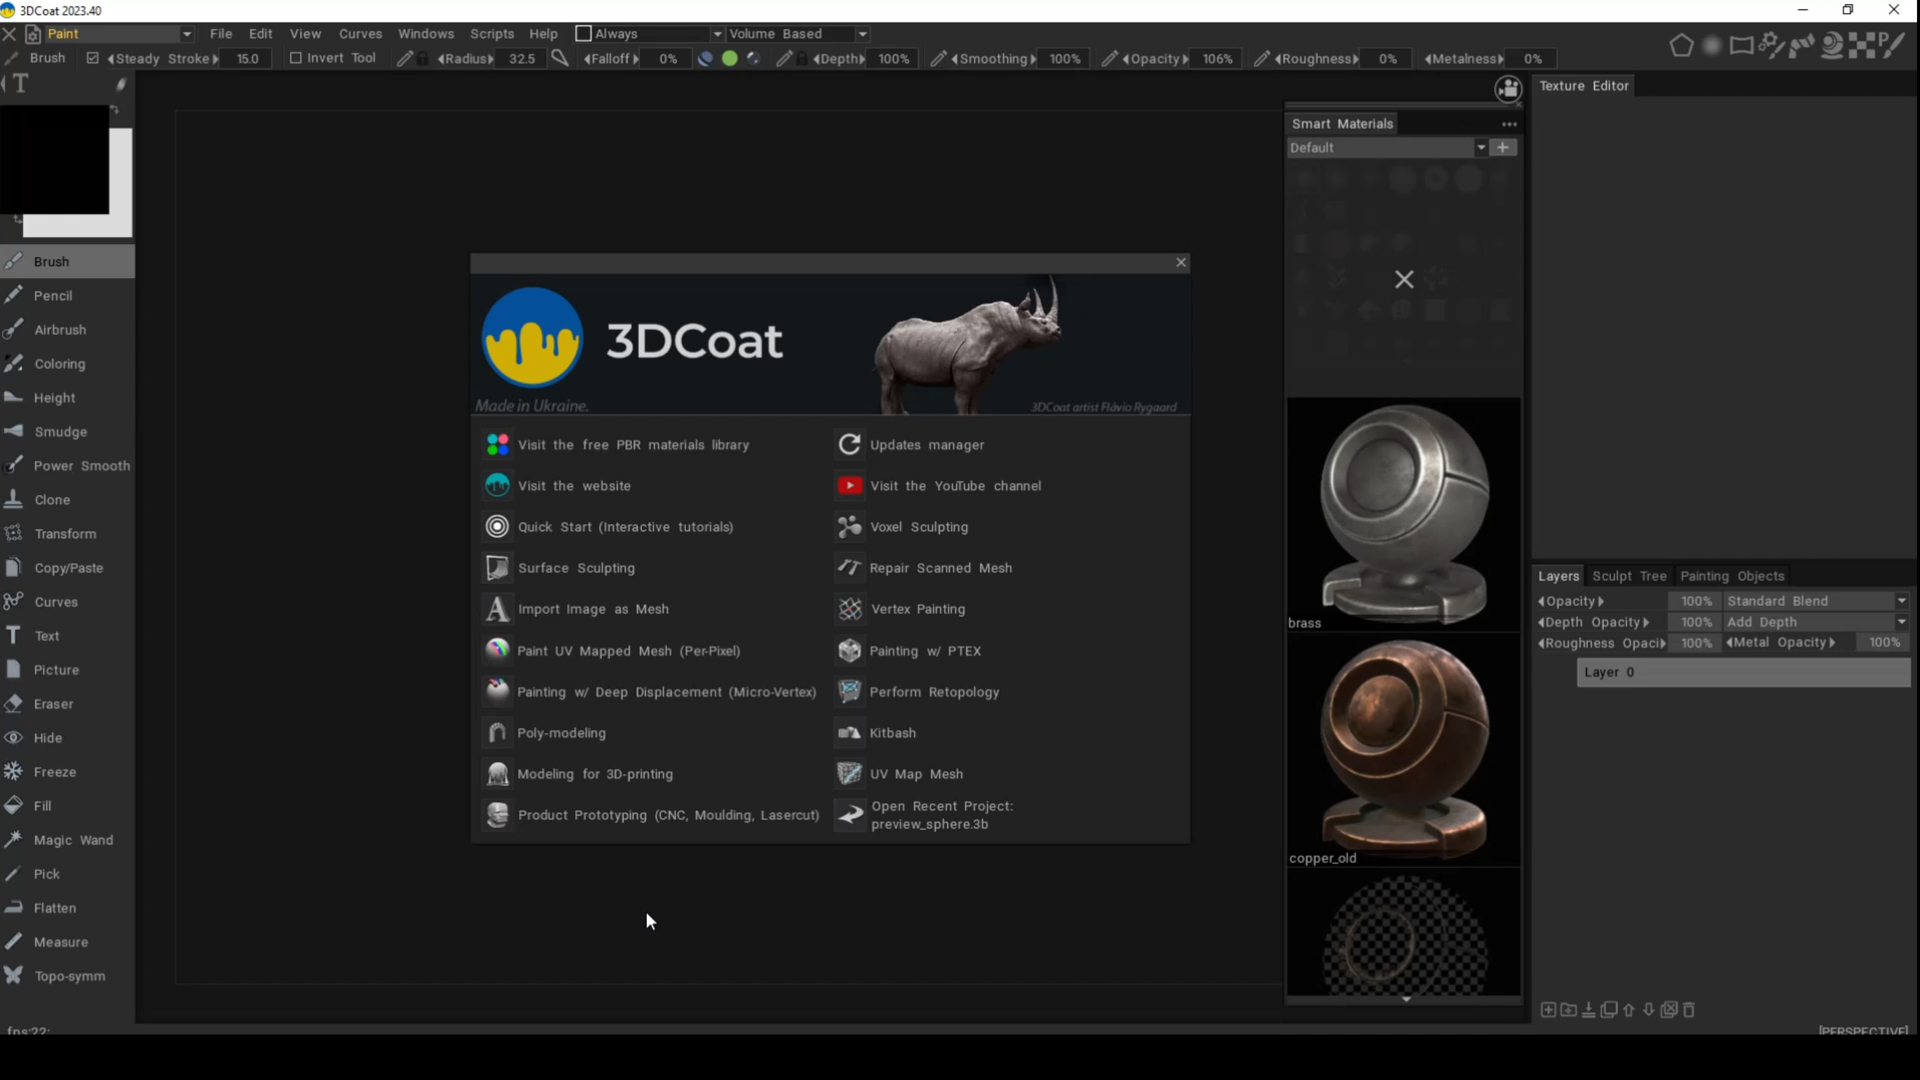 3DCoat 2023.40
Paint File Edit View Curves Windows Scripts Help Always Volume Based
Brush Steady Stroke 15.0 Invert Tool Radius 32.5 Falloff 0% Depth 100% Smoothing 100% Opacity 106% Roughness 0% Metalness 0%
T
Brush
Pencil
Airbrush
Coloring
Height
Smudge
Power Smooth
Clone
Transform
Copy/Paste
Curves
Text
Picture
Eraser
Hide
Freeze
Fill
Magic Wand
Pick
Flatten
Measure
Topo-symm
fps:22;
3DCoat
Made in Ukraine.
3DCoat artist Flávio Rygaard
Visit the free PBR materials library
Updates manager
Visit the website
Visit the YouTube channel
Quick Start (Interactive tutorials)
Voxel Sculpting
Surface Sculpting
Repair Scanned Mesh
Import Image as Mesh
Vertex Painting
Paint UV Mapped Mesh (Per-Pixel)
Painting w/ PTEX
Painting w/ Deep Displacement (Micro-Vertex)
Perform Retopology
Poly-modeling
Kitbash
Modeling for 3D-printing
UV Map Mesh
Product Prototyping (CNC, Moulding, Lasercut)
Open Recent Project:
preview_sphere.3b
Smart Materials
Default
brass
copper_old
Texture Editor
Layers Sculpt Tree Painting Objects
Opacity 100% Standard Blend
Depth Opacity 100% Add Depth
Roughness Opaci 100% Metal Opacity 100%
Layer 0
[PERSPECTIVE]